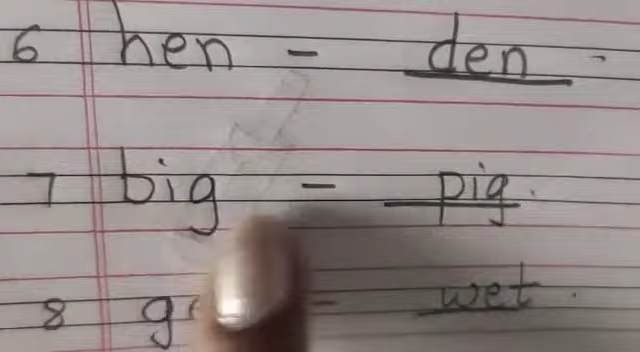 6 hen - den .
7 big - pig .
8 - wet .